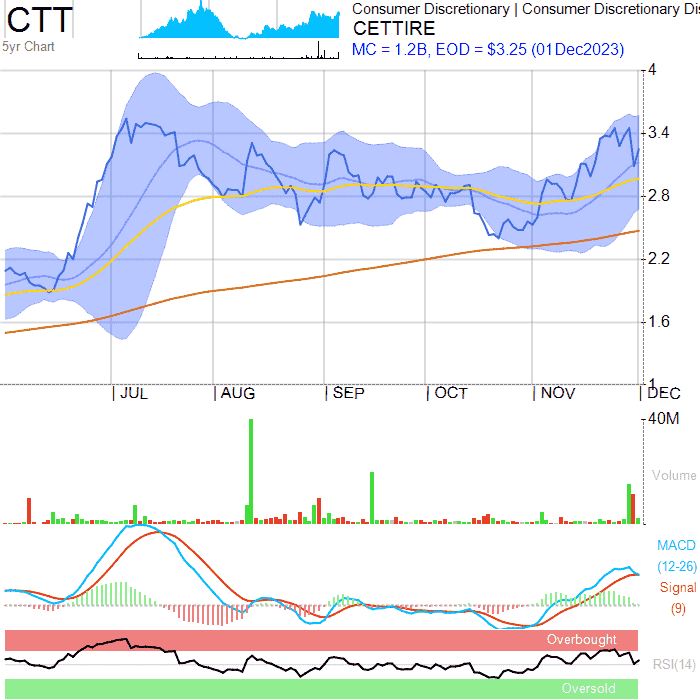 CTT
5yr Chart
Consumer Discretionary | Consumer Discretionary Dis
CETTIRE
MC = 1.2B, EOD = $3.25 (01Dec2023)
4
3.4
2.8
2.2
1.6
1
JUL AUG SEP OCT NOV DEC
40M
Volume
MACD
(12-26)
Signal
(9)
Overbought
RSI(14)
Oversold